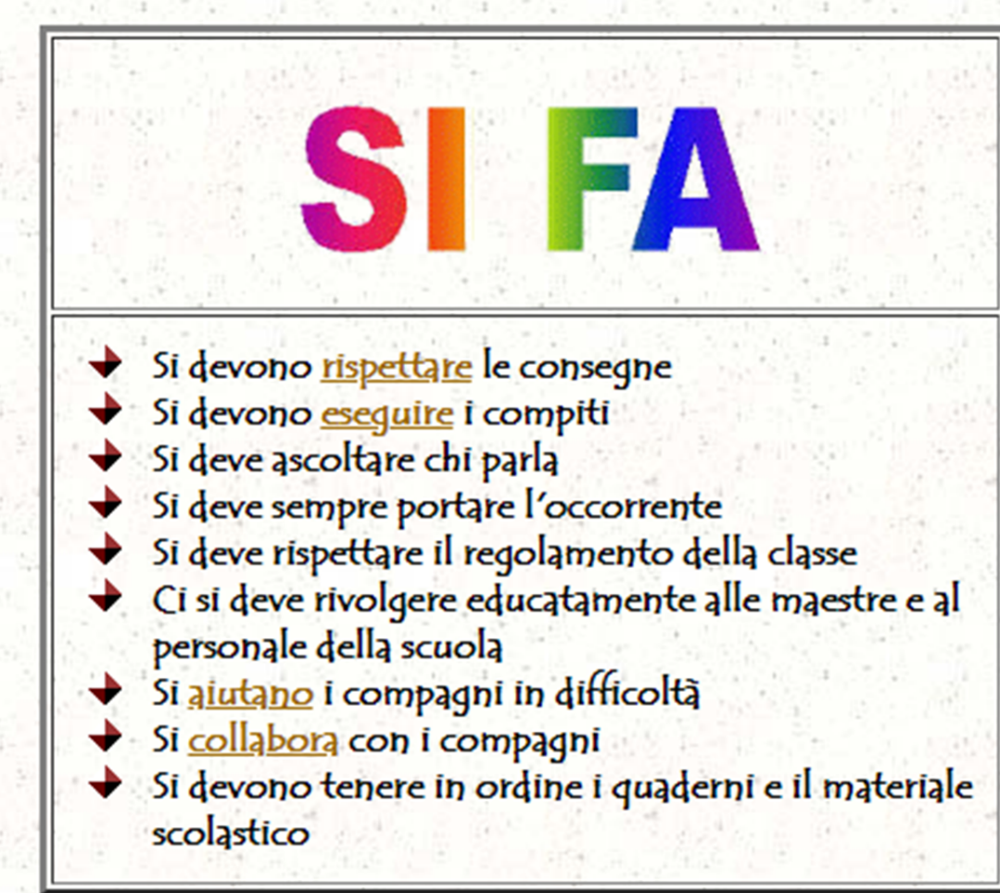 SI FA
Si devono rispettare le consegne
Si devono eseguire i compiti
Si deve ascoltare chi parla
Si deve sempre portare l'occorrente
Si deve rispettare il regolamento della classe
Ci si deve rivolgere educatamente alle maestre e al
personale della scuola
Si aiutano i compagni in difficoltà
Si collabora con i compagni
Si devono tenere in ordine i quaderni e il materiale
scolastico